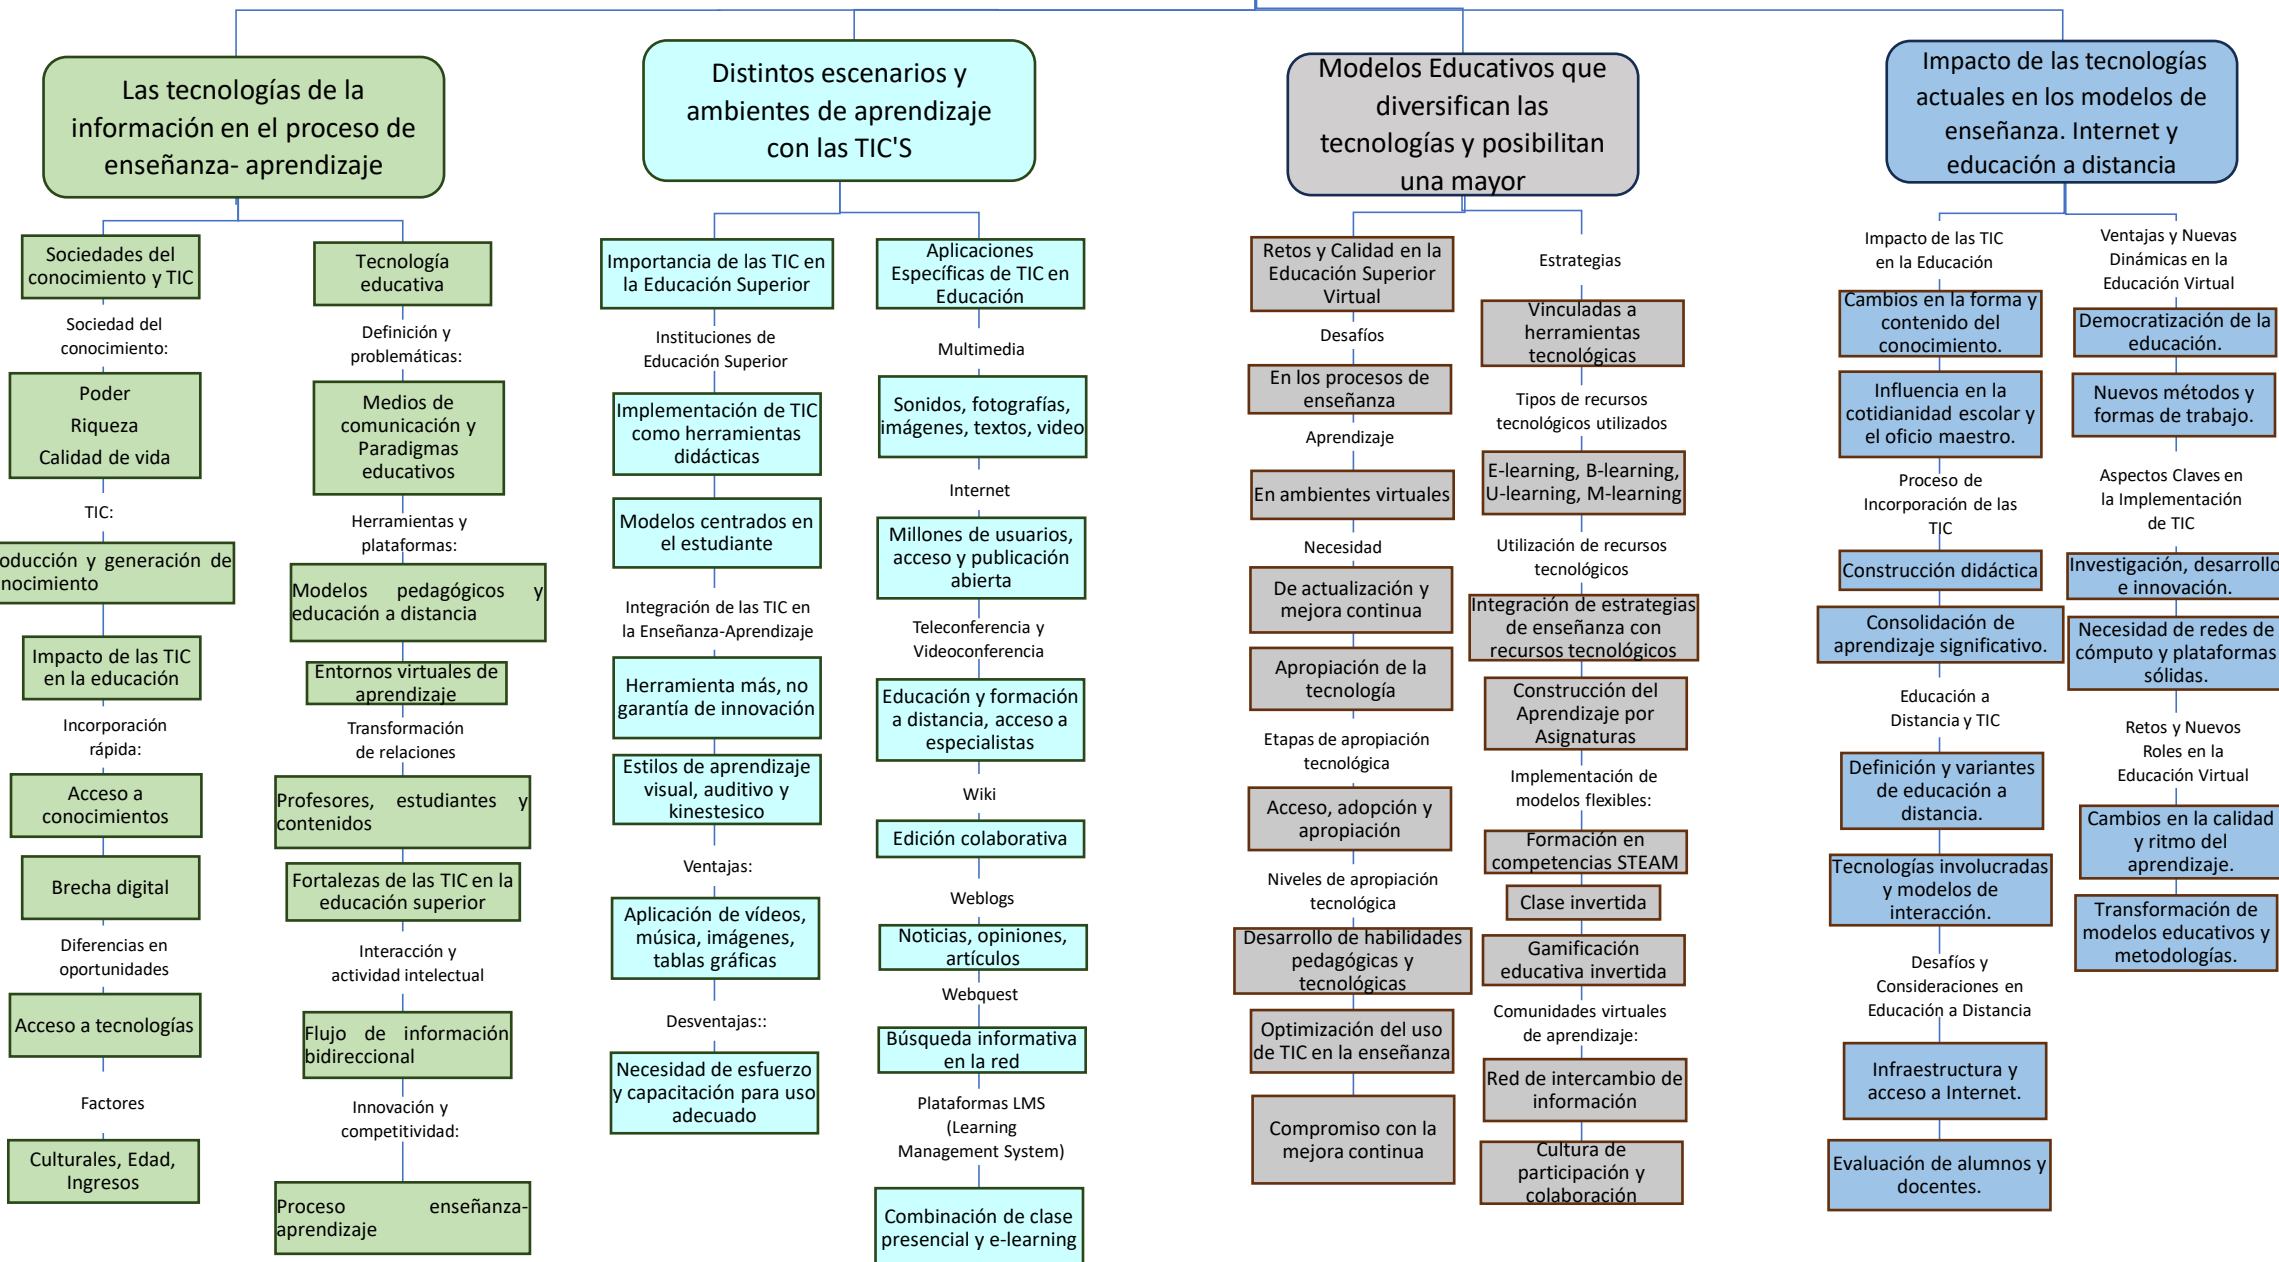 Las tecnologías de la
información en el proceso de
enseñanza- aprendizaje
Sociedades del
conocimiento y TIC
Sociedad del
conocimiento:
Poder
Riqueza
Calidad de vida
TIC:
oducción y generación de
nocimiento
Impacto de las TIC
en la educación
Incorporación
rápida:
Acceso a
conocimientos
Brecha digital
Diferencias en
oportunidades
Acceso a tecnologías
Factores
Culturales, Edad,
Ingresos
Tecnología
educativa
Definición y
problemáticas:
Medios de
comunicación y
Paradigmas
educativos
Herramientas y
plataformas:
Modelos pedagógicos y
educación a distancia
Entornos virtuales de
aprendizaje
Transformación
de relaciones
Profesores, estudiantes y
contenidos
Fortalezas de las TIC en la
educación superior
Interacción y
actividad intelectual
Flujo de información
bidireccional
Innovación y
competitividad:
Proceso enseñanza-
aprendizaje
Distintos escenarios y
ambientes de aprendizaje
con las TIC'S
Importancia de las TIC en
la Educación Superior
Instituciones de
Educación Superior
Implementación de TIC
como herramientas
didácticas
Modelos centrados en
el estudiante
Integración de las TIC en
la Enseñanza-Aprendizaje
Herramienta más, no
garantía de innovación
Estilos de aprendizaje
visual, auditivo y
kinestesico
Ventajas:
Aplicación de vídeos,
música, imágenes,
tablas gráficas
Desventajas::
Necesidad de esfuerzo
y capacitación para uso
adecuado
Aplicaciones
Específicas de TIC en
Educación
Multimedia
Sonidos, fotografías,
imágenes, textos, video
Internet
Millones de usuarios,
acceso y publicación
abierta
Teleconferencia y
Videoconferencia
Educación y formación
a distancia, acceso a
especialistas
Wiki
Edición colaborativa
Weblogs
Noticias, opiniones,
artículos
Webquest
Búsqueda informativa
en la red
Plataformas LMS
(Learning
Management System)
Combinación de clase
presencial y e-learning
Modelos Educativos que
diversifican las
tecnologías y posibilitan
una mayor
Retos y Calidad en la
Educación Superior
Virtual
Desafíos
En los procesos de
enseñanza
Aprendizaje
En ambientes virtuales
Necesidad
De actualización y
mejora continua
Apropiación de la
tecnología
Etapas de apropiación
tecnológica
Acceso, adopción y
apropiación
Niveles de apropiación
tecnológica
Desarrollo de habilidades
pedagógicas y
tecnológicas
Optimización del uso
de TIC en la enseñanza
Compromiso con la
mejora continua
Estrategias
Vinculadas a
herramientas
tecnológicas
Tipos de recursos
tecnológicos utilizados
E-learning, B-learning,
U-learning, M-learning
Utilización de recursos
tecnológicos
Integración de estrategias
de enseñanza con
recursos tecnológicos
Construcción del
Aprendizaje por
Asignaturas
Implementación de
modelos flexibles:
Formación en
competencias STEAM
Clase invertida
Gamificación
educativa invertida
Comunidades virtuales
de aprendizaje:
Red de intercambio de
información
Cultura de
participación y
colaboración
Impacto de las tecnologías
actuales en los modelos de
enseñanza. Internet y
educación a distancia
Impacto de las TIC
en la Educación
Cambios en la forma y
contenido del
conocimiento.
Influencia en la
cotidianidad escolar y
el oficio maestro.
Proceso de
Incorporación de las
TIC
Construcción didáctica
Consolidación de
aprendizaje significativo.
Educación a
Distancia y TIC
Definición y variantes
de educación a
distancia.
Tecnologías involucradas
y modelos de
interacción.
Desafíos y
Consideraciones en
Educación a Distancia
Infraestructura y
acceso a Internet.
Evaluación de alumnos y
docentes.
Ventajas y Nuevas
Dinámicas en la
Educación Virtual
Democratización de la
educación.
Nuevos métodos y
formas de trabajo.
Aspectos Claves en
la Implementación
de TIC
Investigación, desarrollo
e innovación.
Necesidad de redes de
cómputo y plataformas
sólidas.
Retos y Nuevos
Roles en la
Educación Virtual
Cambios en la calidad
y ritmo del
aprendizaje.
Transformación de
modelos educativos y
metodologías.